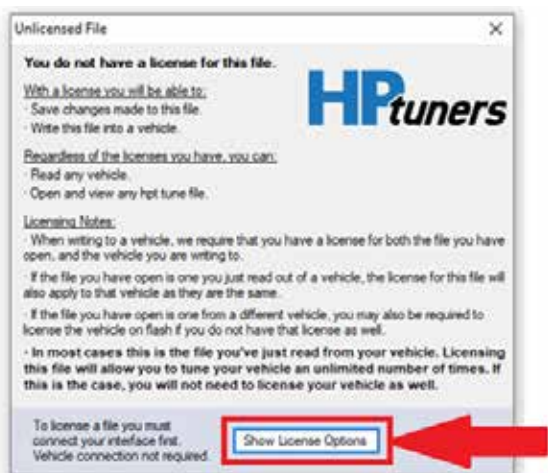 Unlicensed File
You do not have a license for this file.
HPtuners
With a license you will be able to:
· Save changes made to this file.
· Write this file into a vehicle.
Regardless of the licenses you have, you can:
· Read any vehicle.
· Open and view any hpt tune file.
Licensing Notes:
· When writing to a vehicle, we require that you have a license for both the file you have
open, and the vehicle you are writing to.
· If the file you have open is one you just read out of a vehicle, the license for this file will
also apply to that vehicle as they are the same.
· If the file you have open is one from a different vehicle, you may also be required to
license the vehicle on flash if you do not have that license as well.
· In most cases this is the file you've just read from your vehicle. Licensing
this file will allow you to tune your vehicle an unlimited number of times. If
this is the case, you will not need to license your vehicle as well.
To license a file you must
connect your interface first.
Vehicle connection not required.
Show License Options